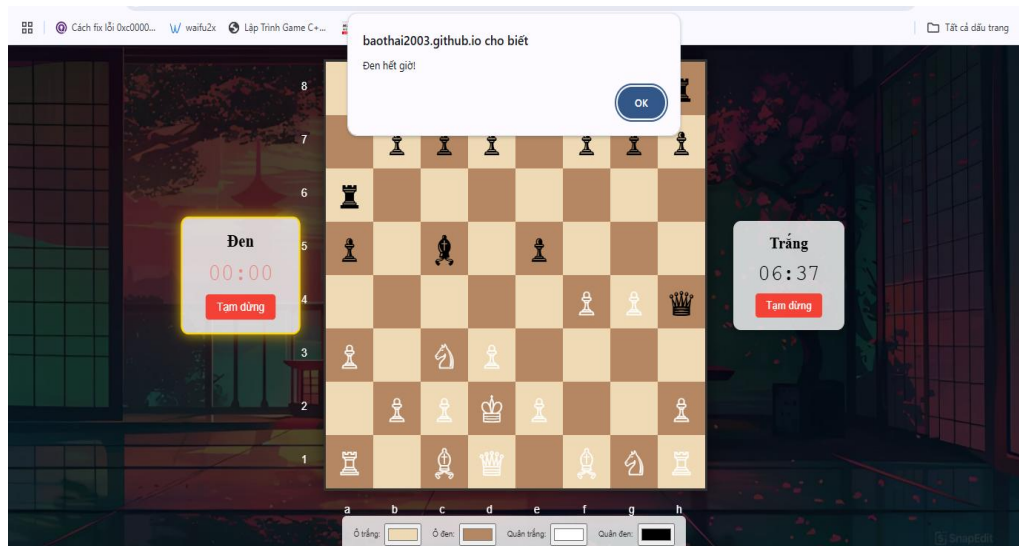 Cách fix lỗi 0xc0000...
waifu2x
Lập Trình Game C+...
Tất cả dấu trang
baothai2003.github.io cho biết
Đen hết giờ!
OK
8
7
6
5
4
3
2
1
Đen
00:00
Tạm dừng
Trắng
06:37
Tạm dừng
a b c d e f g h
Ô trắng: Ô đen: Quân trắng: Quân đen:
SnapEdit